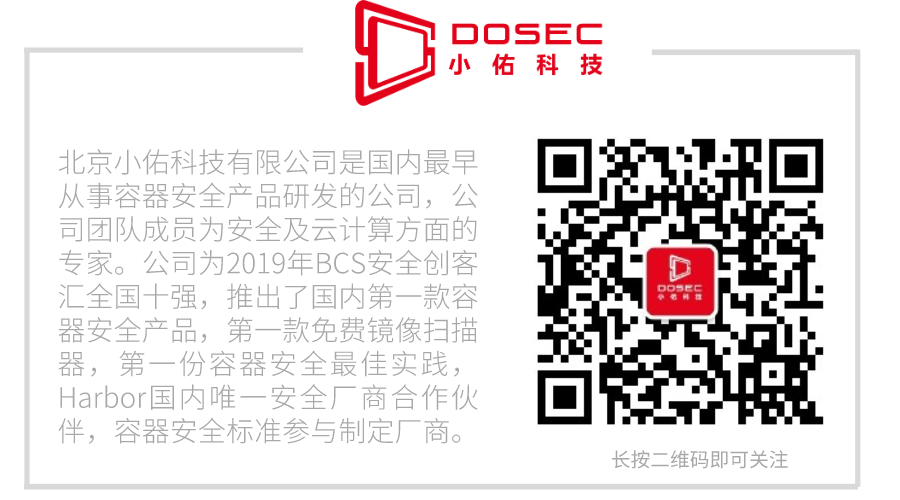 DOSEC
小佑科技
北京小佑科技有限公司是国内最早
从事容器安全产品研发的公司，公
司团队成员为安全及云计算方面的
专家。公司为2019年BCS安全创客
汇全国十强，推出了国内第一款容
器安全产品，第一款免费镜像扫描
器，第一份容器安全最佳实践，
Harbor国内唯一安全厂商合作伙
伴，容器安全标准参与制定厂商。
DOSEC
小佑科技
长按二维码即可关注